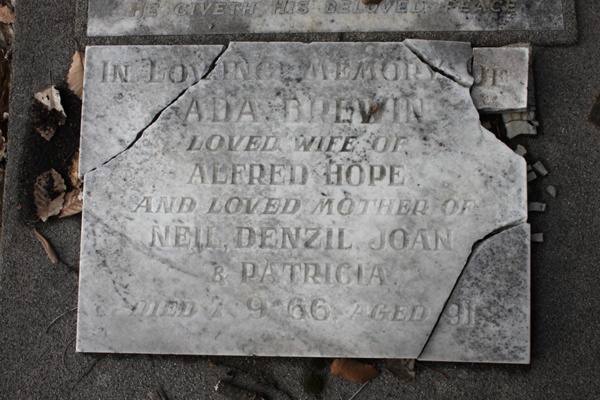 HE GIVETH HIS BELOVED PEACE
IN LOVING MEMORY OF
ADA BREWIN
LOVED WIFE OF
ALFRED HOPE
AND LOVED MOTHER OF
NEIL, DENZIL, JOAN
& PATRICIA
DIED 9-66 AGED 91